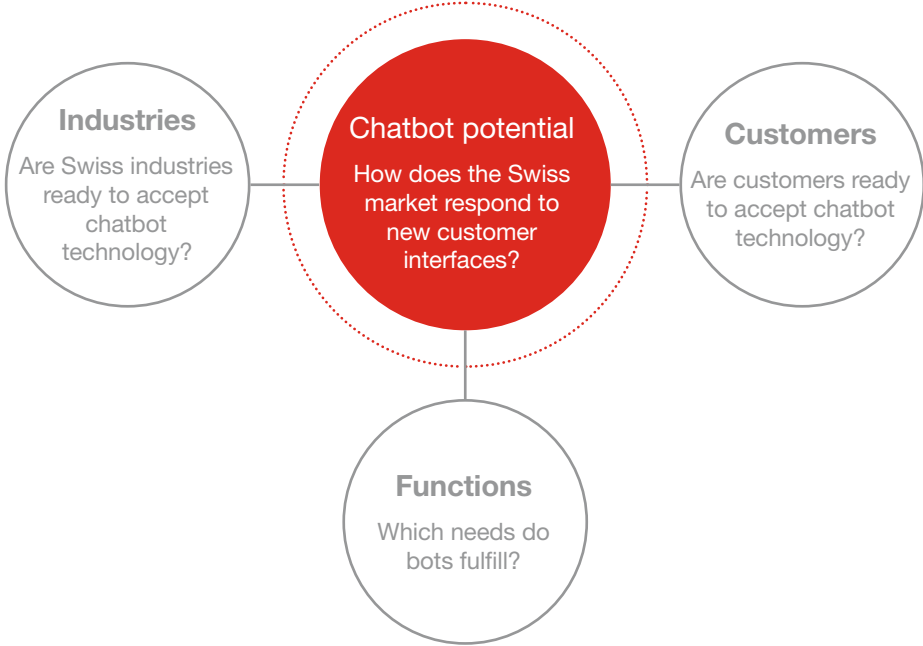 Industries
Are Swiss industries
ready to accept
chatbot
technology?
Chatbot potential
How does the Swiss
market respond to
new customer
interfaces?
Customers
Are customers ready
to accept chatbot
technology?
Functions
Which needs do
bots fulfill?